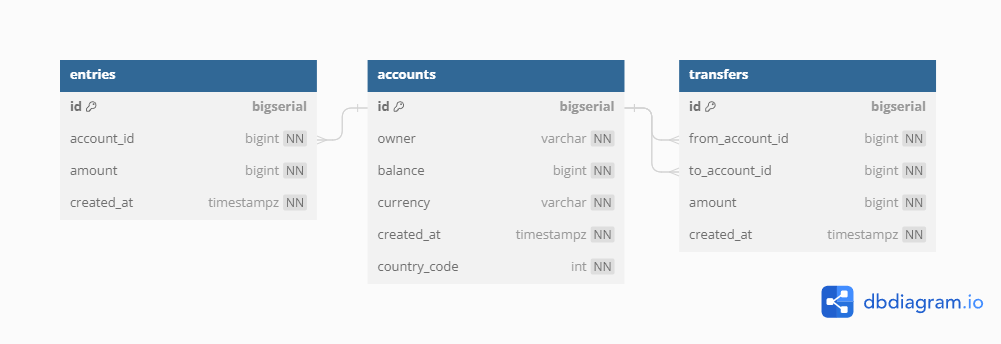 entries
id bigserial
account_id bigint NN
amount bigint NN
created_at timestampz NN
accounts
id bigserial
owner varchar NN
balance bigint NN
currency varchar NN
created_at timestampz NN
country_code int NN
transfers
id bigserial
from_account_id bigint NN
to_account_id bigint NN
amount bigint NN
created_at timestampz NN
dbdiagram.io